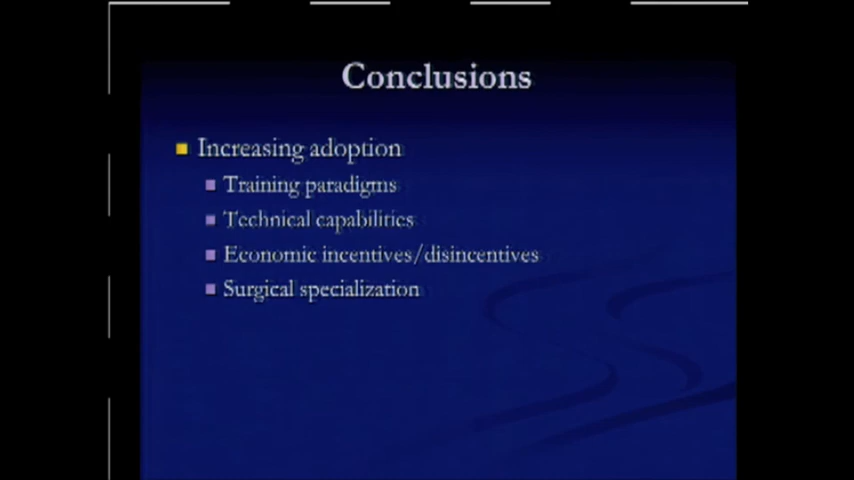 Conclusions
Increasing adoption
Training paradigms
Technical capabilities
Economic incentives/disincentives
Surgical specialization